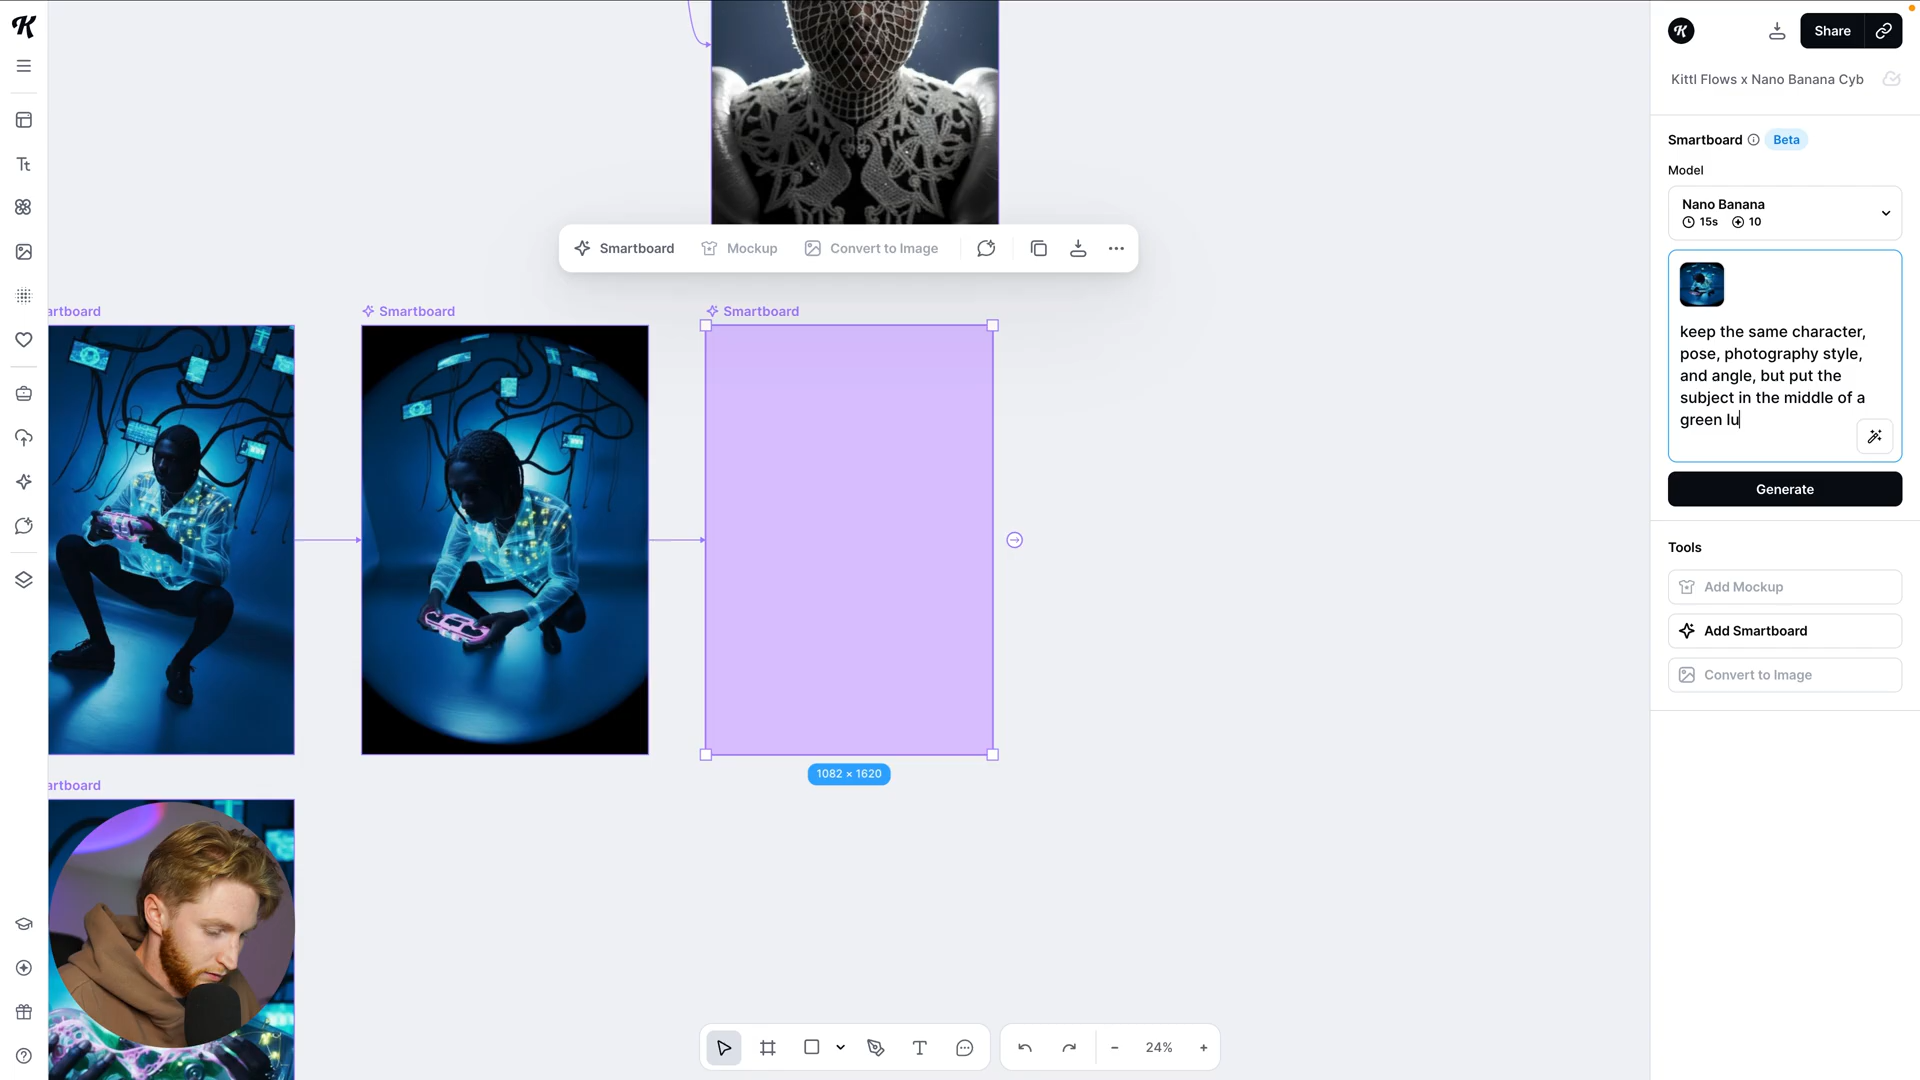 Share
Kittl Flows x Nano Banana Cyb
Smartboard Beta
Model
Nano Banana
15s 10
keep the same character,
pose, photography style,
and angle, but put the
subject in the middle of a
green lu
Generate
Tools
Add Mockup
Add Smartboard
Convert to Image
Smartboard Mockup Convert to Image
artboard
Smartboard
Smartboard
1082 × 1620
artboard
24%